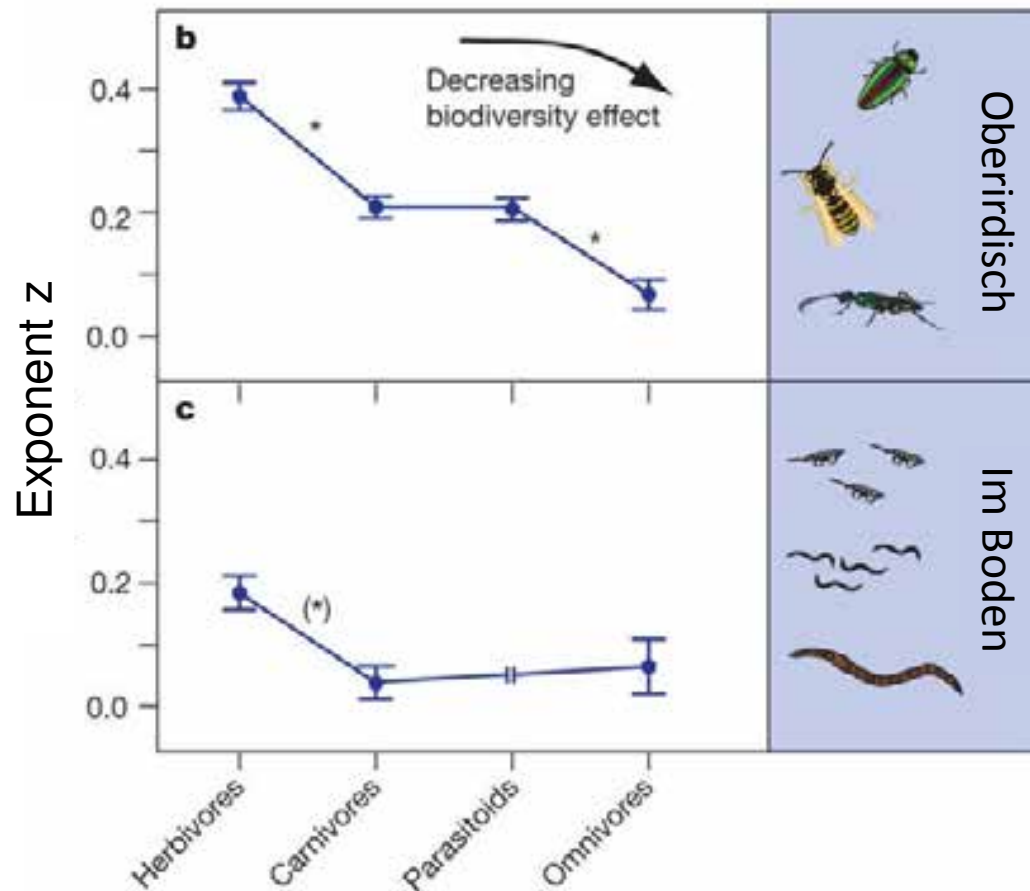 b
Decreasing
biodiversity effect
0.4
0.2
0.0
*
*
Oberirdisch
Exponent z
c
0.4
0.2
0.0
(*)
Im Boden
Herbivores
Carnivores
Parasitoids
Omnivores